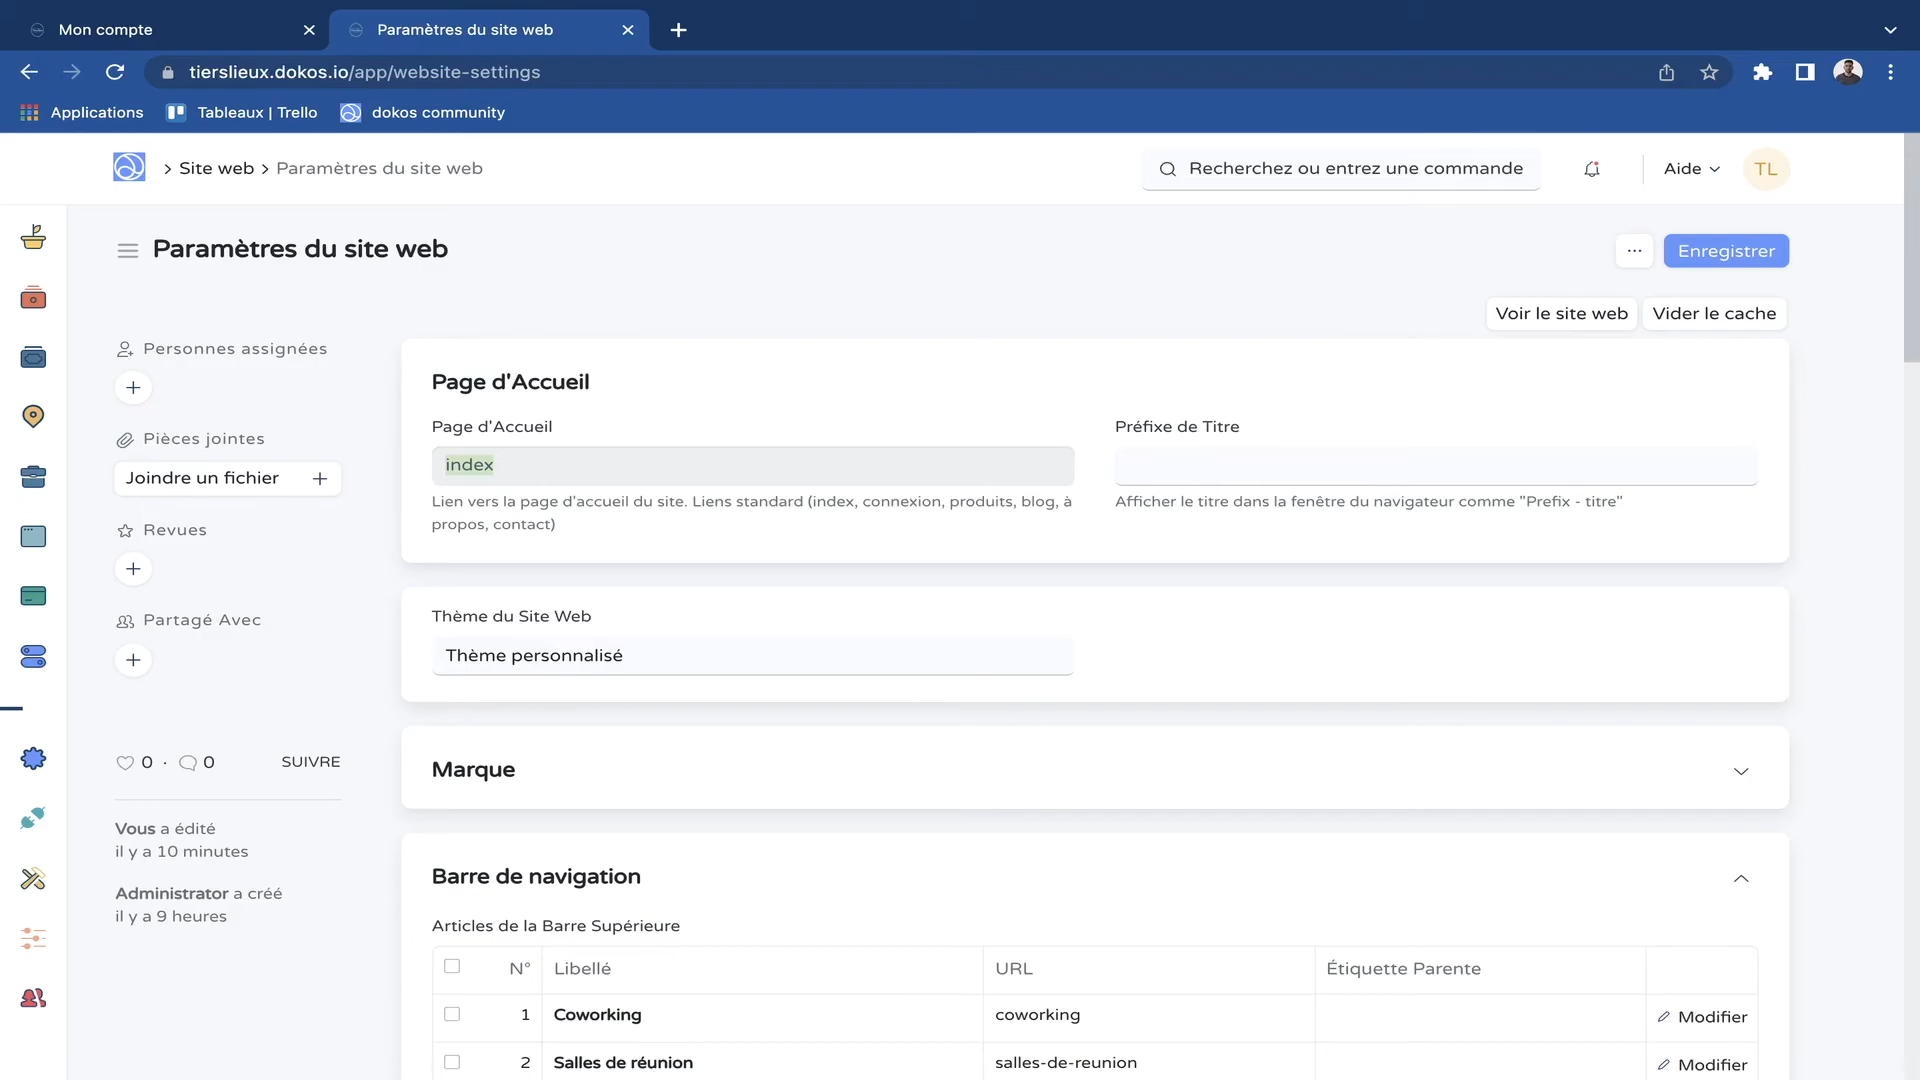 Mon compte
Paramètres du site web
tierslieux.dokos.io/app/website-settings
Applications
Tableaux | Trello
dokos community
Site web
Paramètres du site web
Recherchez ou entrez une commande
Aide
TL
Paramètres du site web
Enregistrer
Voir le site web
Vider le cache
Personnes assignées
Pièces jointes
Joindre un fichier
Revues
Partagé Avec
0 · 0
SUIVRE
Vous a édité
il y a 10 minutes
Administrator a créé
il y a 9 heures
Page d'Accueil
Page d'Accueil
index
Lien vers la page d'accueil du site. Liens standard (index, connexion, produits, blog, à
propos, contact)
Préfixe de Titre
Afficher le titre dans la fenêtre du navigateur comme "Prefix - titre"
Thème du Site Web
Thème personnalisé
Marque
Barre de navigation
Articles de la Barre Supérieure
N° Libellé URL Étiquette Parente
1 Coworking coworking Modifier
2 Salles de réunion salles-de-reunion Modifier